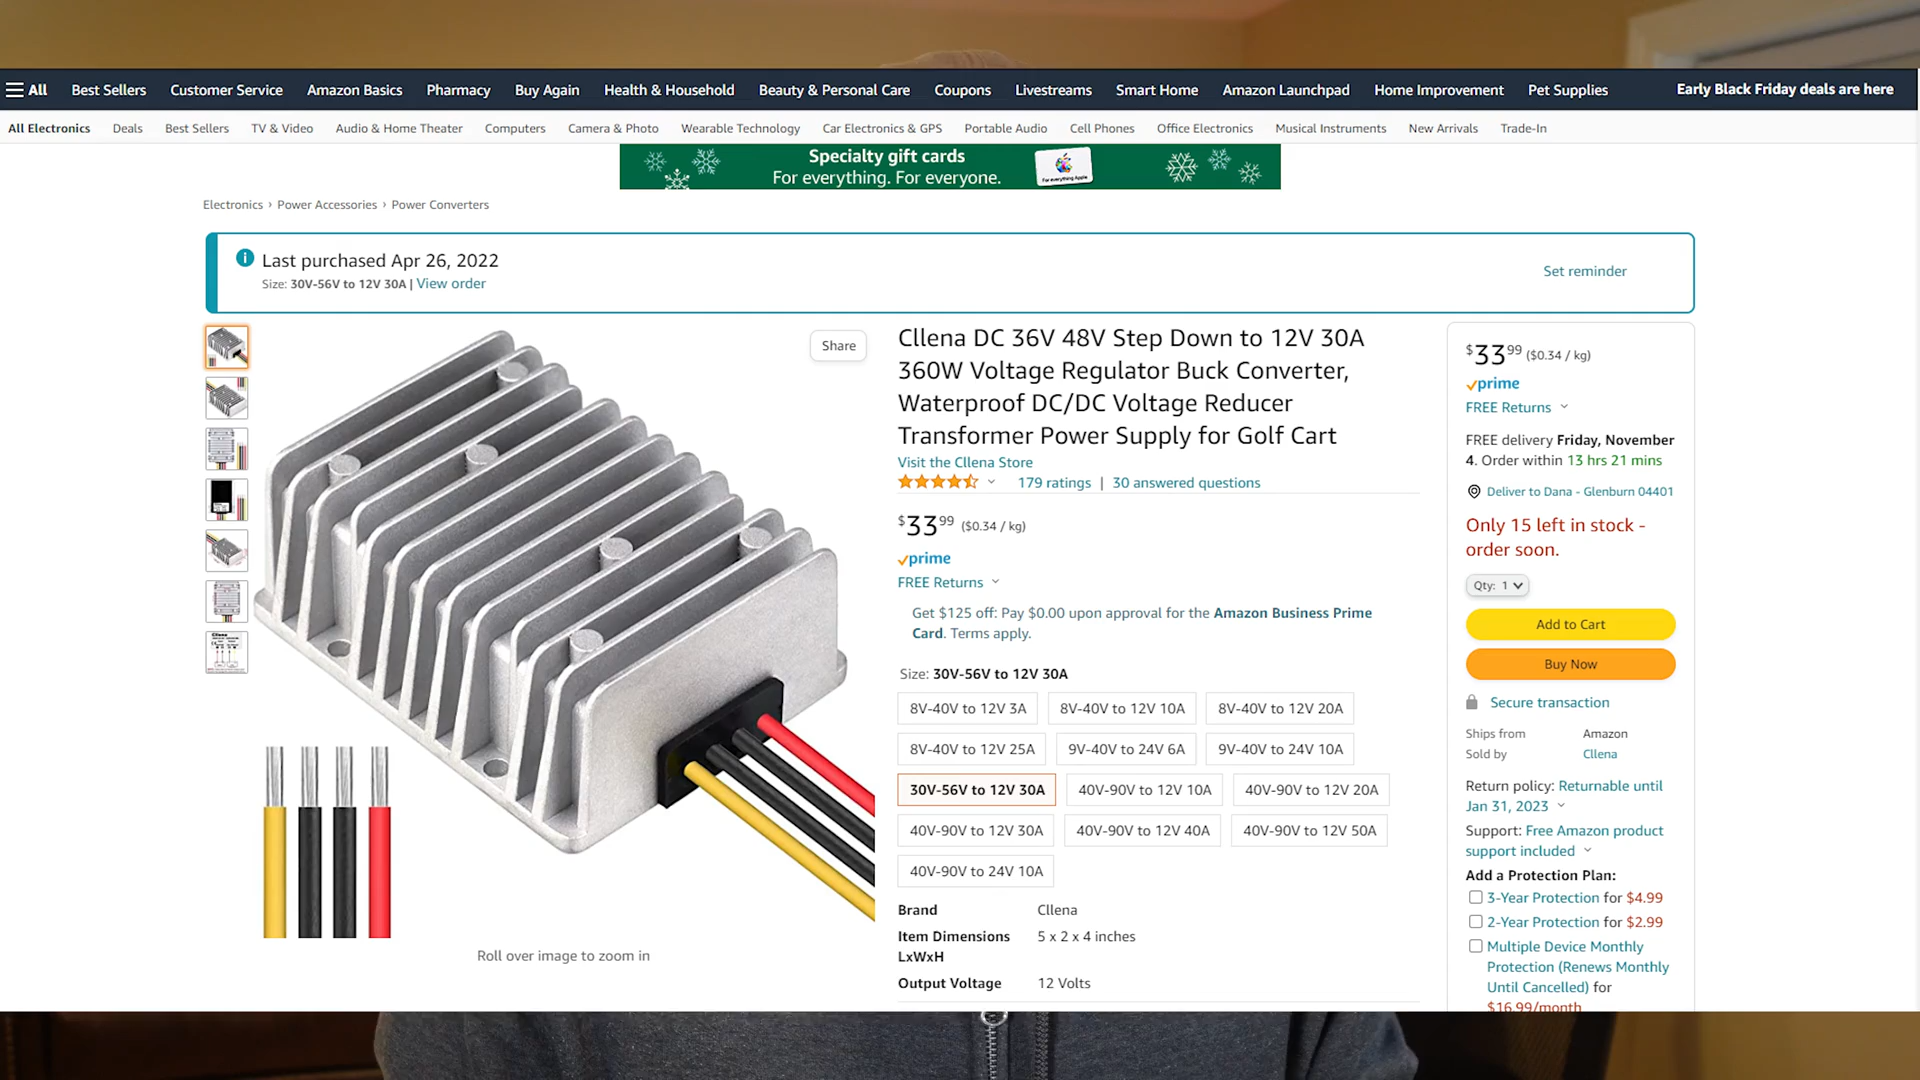 All
Best Sellers
Customer Service
Amazon Basics
Pharmacy
Buy Again
Health & Household
Beauty & Personal Care
Coupons
Livestreams
Smart Home
Amazon Launchpad
Home Improvement
Pet Supplies
Early Black Friday deals are here
All Electronics
Deals
Best Sellers
TV & Video
Audio & Home Theater
Computers
Camera & Photo
Wearable Technology
Car Electronics & GPS
Portable Audio
Cell Phones
Office Electronics
Musical Instruments
New Arrivals
Trade-In
Specialty gift cards
For everything. For everyone.
For everything Apple
Electronics › Power Accessories › Power Converters
Last purchased Apr 26, 2022
Size: 30V-56V to 12V 30A | View order
Set reminder
Share
Cllena
Roll over image to zoom in
Cllena DC 36V 48V Step Down to 12V 30A
360W Voltage Regulator Buck Converter,
Waterproof DC/DC Voltage Reducer
Transformer Power Supply for Golf Cart
Visit the Cllena Store
179 ratings | 30 answered questions
$33.99 ($0.34 / kg)
prime
FREE Returns
Get $125 off: Pay $0.00 upon approval for the Amazon Business Prime
Card. Terms apply.
Size: 30V-56V to 12V 30A
8V-40V to 12V 3A
8V-40V to 12V 10A
8V-40V to 12V 20A
8V-40V to 12V 25A
9V-40V to 24V 6A
9V-40V to 24V 10A
30V-56V to 12V 30A
40V-90V to 12V 10A
40V-90V to 12V 20A
40V-90V to 12V 30A
40V-90V to 12V 40A
40V-90V to 12V 50A
40V-90V to 24V 10A
Brand Cllena
Item Dimensions 5 x 2 x 4 inches
LxWxH
Output Voltage 12 Volts
$33.99 ($0.34 / kg)
prime
FREE Returns
FREE delivery Friday, November
4. Order within 13 hrs 21 mins
Deliver to Dana - Glenburn 04401
Only 15 left in stock -
order soon.
Qty: 1
Add to Cart
Buy Now
Secure transaction
Ships from Amazon
Sold by Cllena
Return policy: Returnable until
Jan 31, 2023
Support: Free Amazon product
support included
Add a Protection Plan:
3-Year Protection for $4.99
2-Year Protection for $2.99
Multiple Device Monthly
Protection (Renews Monthly
Until Cancelled) for
$16.99/month